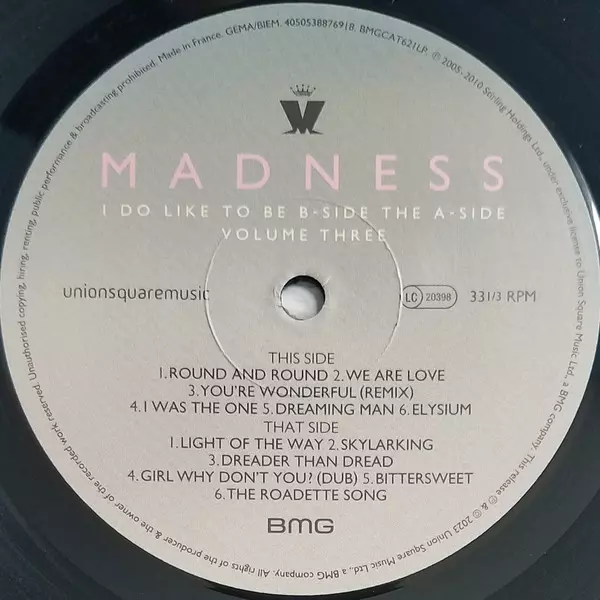 M
MADNESS
I DO LIKE TO BE B-SIDE THE A-SIDE
VOLUME THREE
unionsquaremusic
LC 20398
33 1/3 RPM
THIS SIDE
1.ROUND AND ROUND 2.WE ARE LOVE
3.YOU'RE WONDERFUL (REMIX)
4.I WAS THE ONE 5.DREAMING MAN 6.ELYSIUM
THAT SIDE
1.LIGHT OF THE WAY 2.SKYLARKING
3.DREADER THAN DREAD
4.GIRL WHY DON'T YOU? (DUB) 5.BITTERSWEET
6.THE ROADETTE SONG
BMG
℗ 2005-2010 Stirling Holdings Ltd., under exclusive license to Union Square Music Ltd., a BMG company. This release ℗ & © 2023 Union Square Music Ltd., a BMG company. All rights of the producer & the owner of the recorded work reserved. Unauthorised copying, hiring, renting, public performance & broadcasting prohibited. Made in France. GEMA/BIEM. 4050538876918. BMGCAT621LP.